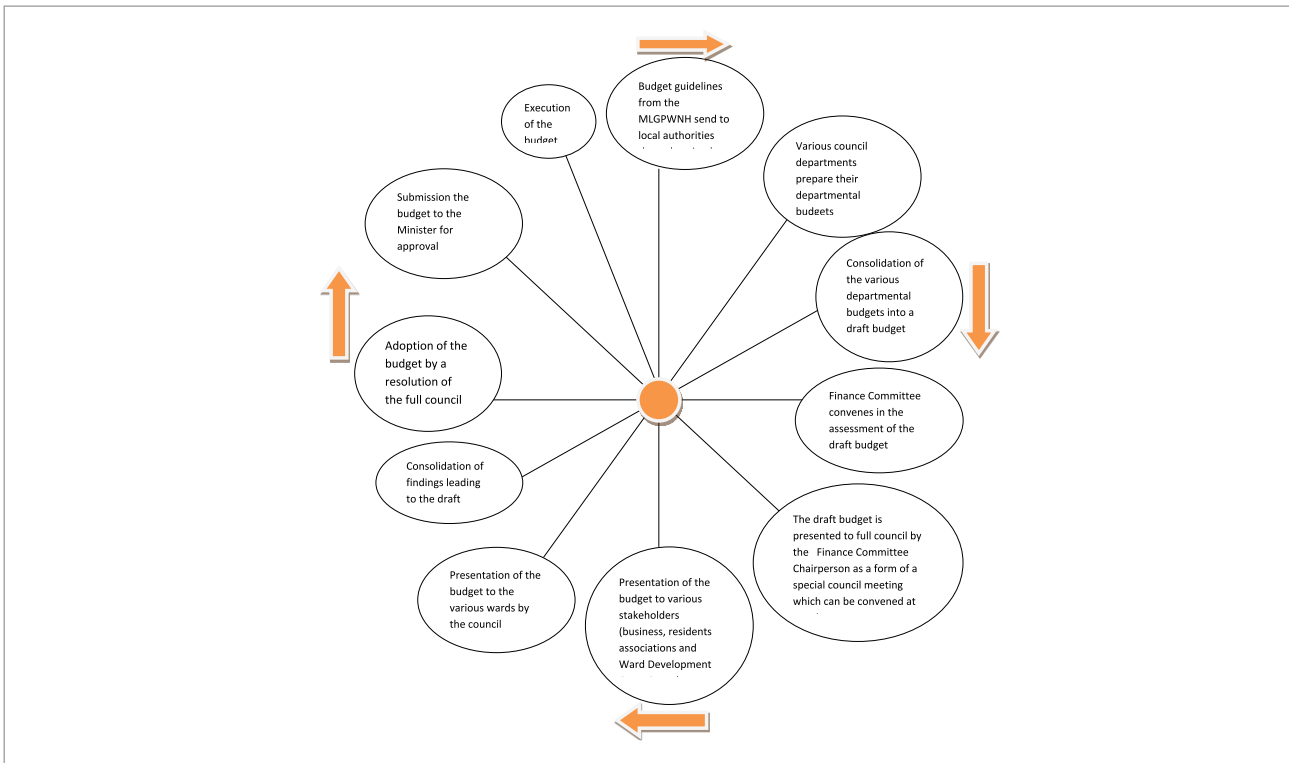 Budget guidelines
from the
MLGPWNH send to
local authorities
Various council
departments
prepare their
departmental
budgets
Consolidation of
the various
departmental
budgets into a
draft budget
Finance Committee
convenes in the
assessment of the
draft budget
The draft budget is
presented to full council by
the Finance Committee
Chairperson as a form of a
special council meeting
which can be convened at
Presentation of the
budget to various
stakeholders
(business, residents
associations and
Ward Development
Presentation of the
budget to the
various wards by
the council
Consolidation of
findings leading
to the draft
Adoption of the
budget by a
resolution of
the full council
Submission the
budget to the
Minister for
approval
Execution
of the
budget